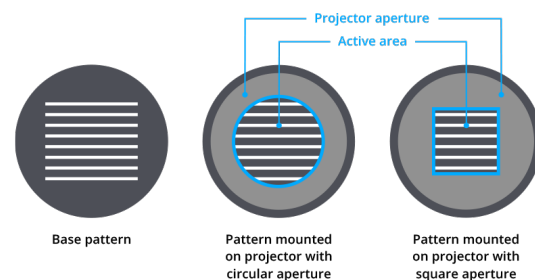 Projector aperture
Active area
Base pattern
Pattern mounted
on projector with
circular aperture
Pattern mounted
on projector with
square aperture